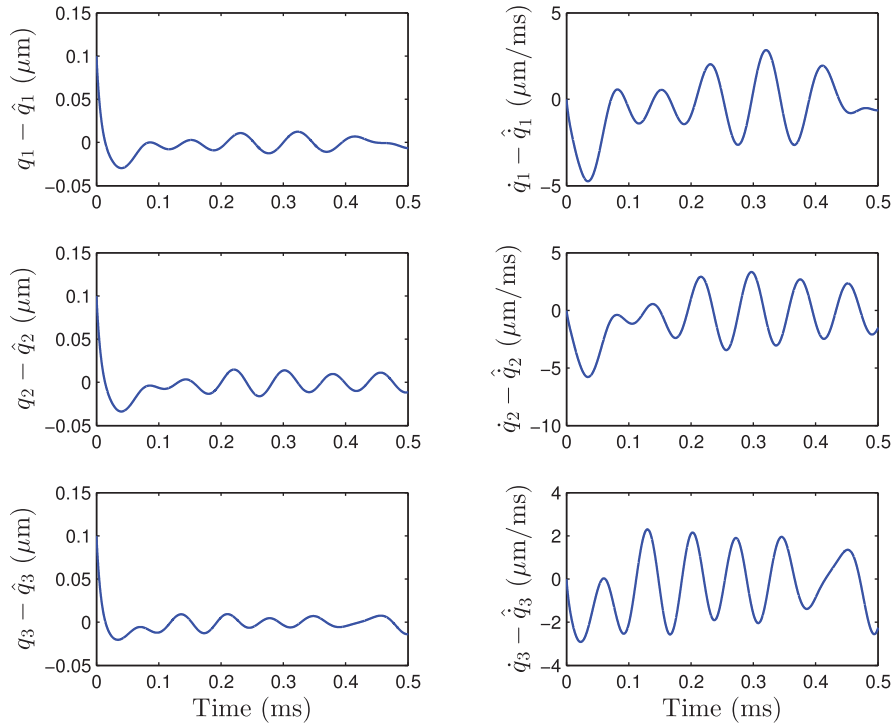 0.15
0.1
0.05
0
−0.05
q₁ − q̂₁ (μm)
0 0.1 0.2 0.3 0.4 0.5
5
0
−5
q̇₁ − q̂̇₁ (μm/ms)
0 0.1 0.2 0.3 0.4 0.5
0.15
0.1
0.05
0
−0.05
q₂ − q̂₂ (μm)
0 0.1 0.2 0.3 0.4 0.5
5
0
−5
−10
q̇₂ − q̂̇₂ (μm/ms)
0 0.1 0.2 0.3 0.4 0.5
0.15
0.1
0.05
0
−0.05
q₃ − q̂₃ (μm)
0 0.1 0.2 0.3 0.4 0.5
Time (ms)
4
2
0
−2
−4
q̇₃ − q̂̇₃ (μm/ms)
0 0.1 0.2 0.3 0.4 0.5
Time (ms)